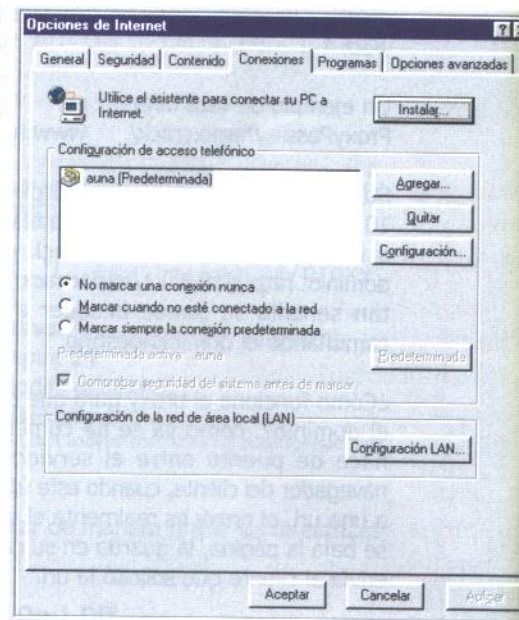 Opciones de Internet
General Seguridad Contenido Conexiones Programas Opciones avanzadas
Utilice el asistente para conectar su PC a
Internet.
Instalar...
Configuración de acceso telefónico
auna (Predeterminada)
Agregar...
Quitar
Configuración...
No marcar una conexión nunca
Marcar cuando no esté conectado a la red
Marcar siempre la conexión predeterminada
Predeterminada activa: auna
Predeterminada
Comprobar seguridad del sistema antes de marcar
Configuración de la red de área local (LAN)
Configuración LAN...
Aceptar
Cancelar
Aplicar